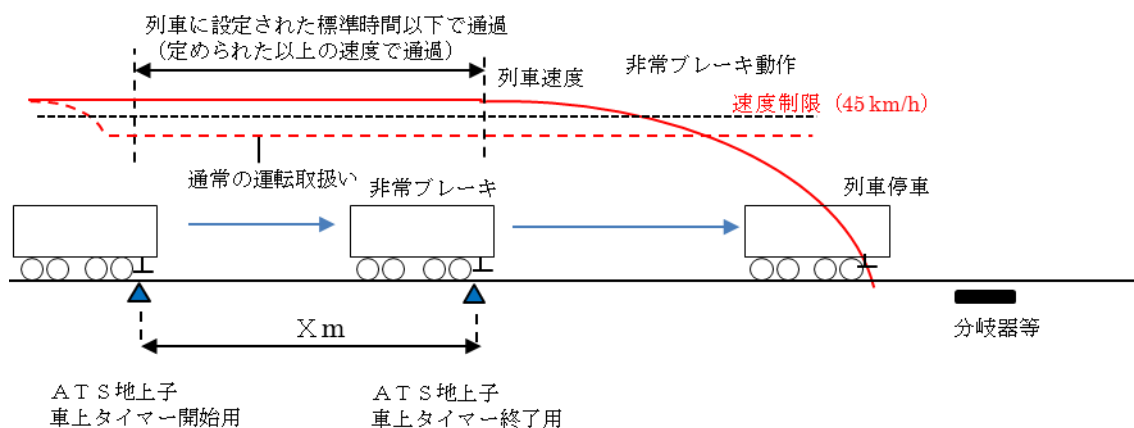 列車に設定された標準時間以下で通過
（定められた以上の速度で通過）
列車速度
非常ブレーキ動作
速度制限（45 km/h）
通常の運転取扱い
非常ブレーキ
列車停車
Ｘｍ
分岐器等
ＡＴＳ地上子
車上タイマー開始用
ＡＴＳ地上子
車上タイマー終了用